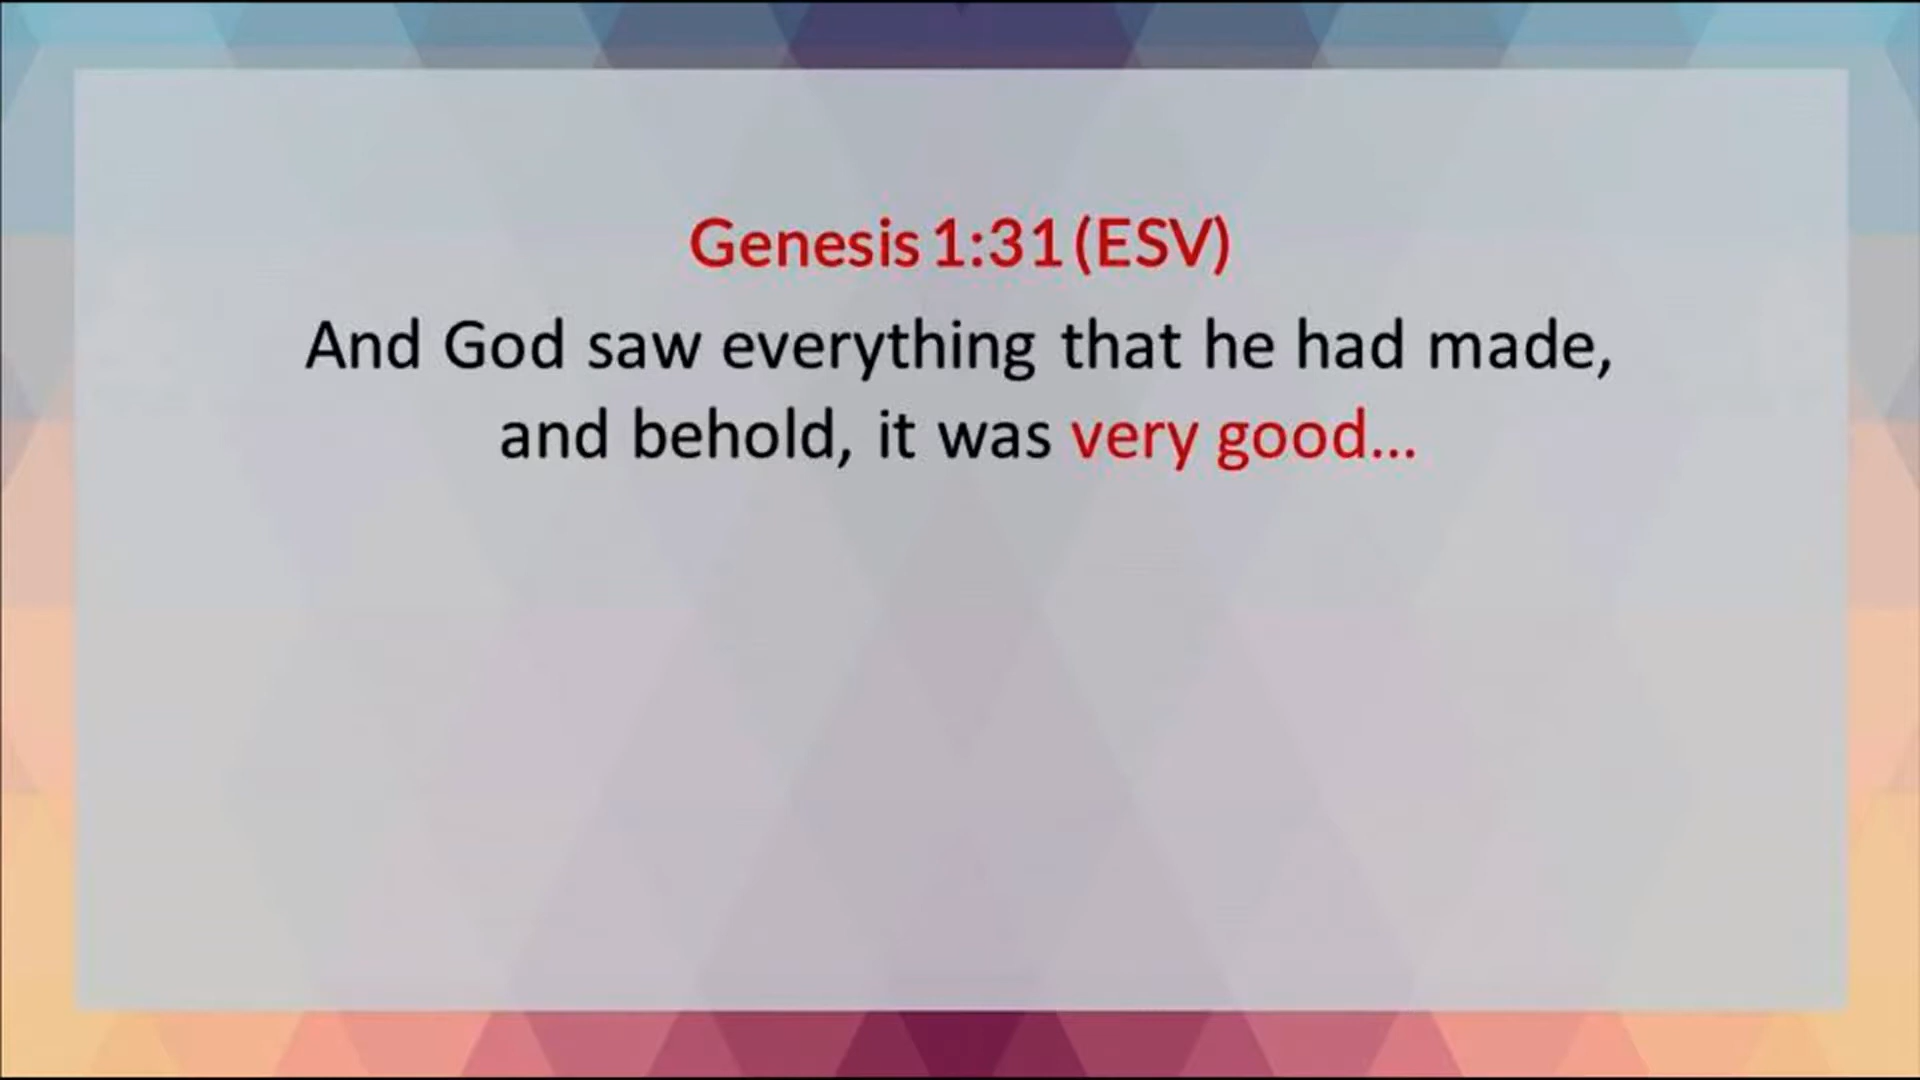 Genesis 1:31 (ESV)
And God saw everything that he had made,
and behold, it was very good...